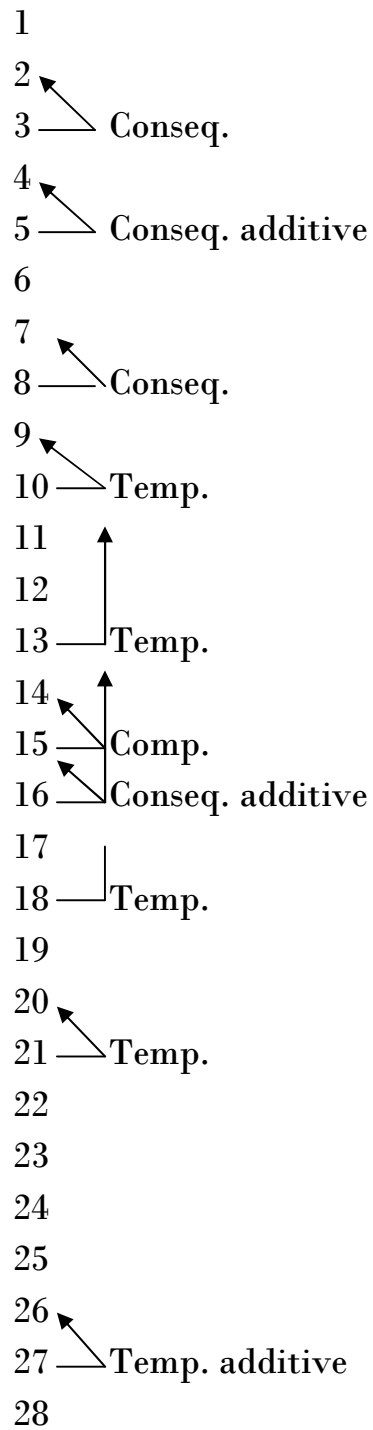 1
2
3 Conseq.
4
5 Conseq. additive
6
7
8 Conseq.
9
10 Temp.
11
12
13 Temp.
14
15 Comp.
16 Conseq. additive
17
18 Temp.
19
20
21 Temp.
22
23
24
25
26
27 Temp. additive
28